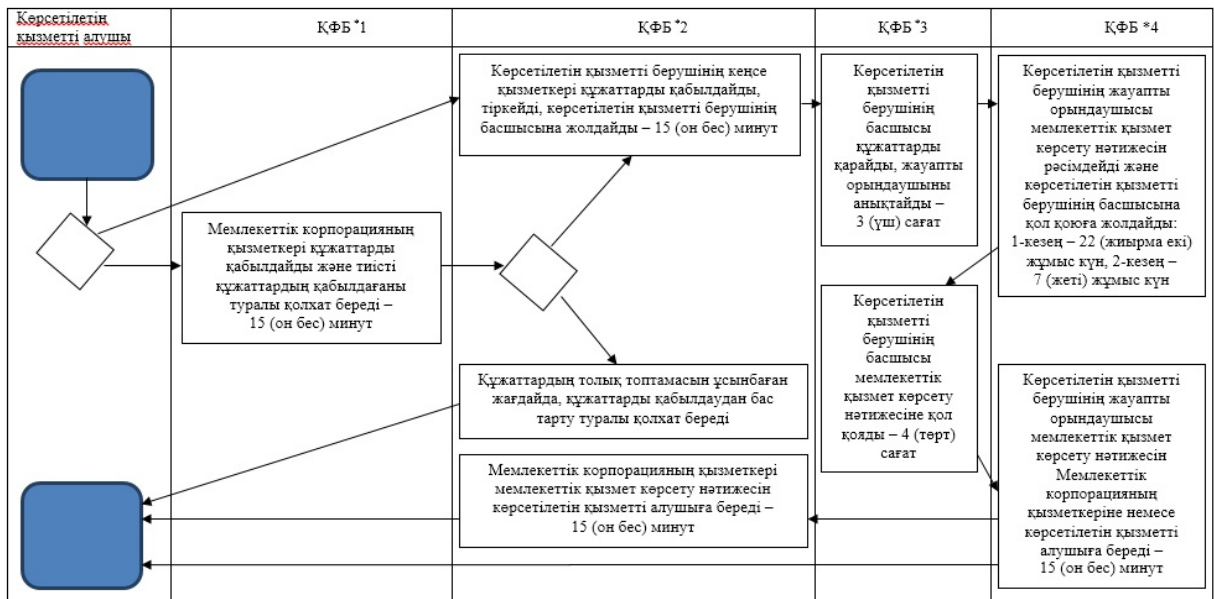 Көрсетілетін
қызметті алушы
ҚФБ *1
ҚФБ *2
ҚФБ *3
ҚФБ *4
Көрсетілетін қызметті берушінің кеңсе
қызметкері құжаттарды қабылдайды,
тіркейді, көрсетілетін қызметті берушінің
басшысына жолдайды – 15 (он бес) минут
Көрсетілетін
қызметті
берушінің
басшысы
құжаттарды
қарайды, жауапты
орындаушыны
анықтайды –
3 (үш) сағат
Көрсетілетін қызметті
берушінің жауапты
орындаушысы
мемлекеттік қызмет
көрсету нәтижесін
рәсімдейді және
көрсетілетін қызметті
берушінің басшысына
қол қоюға жолдайды:
1-кезең – 22 (жиырма екі)
жұмыс күн, 2-кезең –
7 (жеті) жұмыс күн
Мемлекеттік корпорацияның
қызметкері құжаттарды
қабылдайды және тиісті
құжаттардың қабылдағаны
туралы қолхат береді –
15 (он бес) минут
Көрсетілетін
қызметті
берушінің
басшысы
мемлекеттік
қызмет көрсету
нәтижесіне қол
қояды – 4 (төрт)
сағат
Құжаттардың толық топтамасын ұсынбаған
жағдайда, құжаттарды қабылдаудан бас
тарту туралы қолхат береді
Көрсетілетін қызметті
берушінің жауапты
орындаушысы
мемлекеттік қызмет
көрсету нәтижесін
Мемлекеттік
корпорацияның
қызметкеріне немесе
көрсетілетін қызметті
алушыға береді –
15 (он бес) минут
Мемлекеттік корпорацияның қызметкері
мемлекеттік қызмет көрсету нәтижесін
көрсетілетін қызметті алушыға береді –
15 (он бес) минут